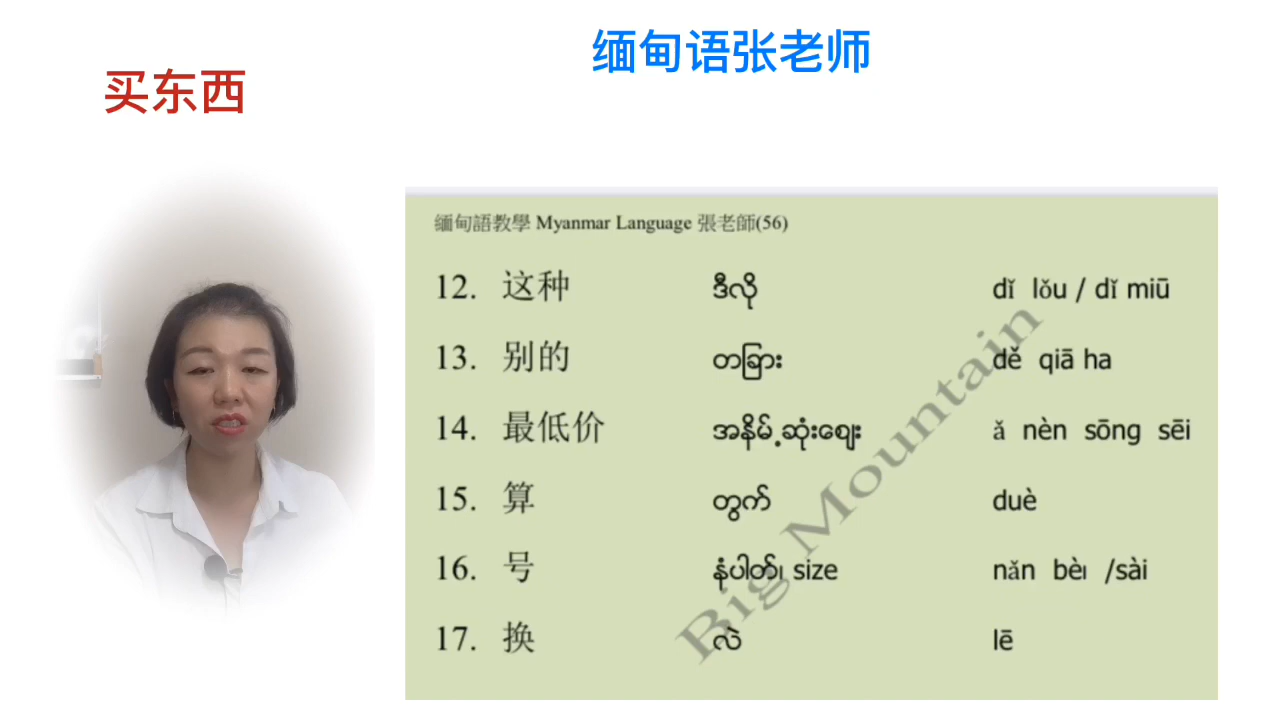 缅甸语张老师
买东西
緬甸語教學 Myanmar Language 張老師(56)
12. 这种 ဒီလို dǐ lǒu / dǐ miū
13. 别的 တခြား dě qiā ha
14. 最低价 အနိမ့်ဆုံးဈေး ǎ nèn sōng sēi
15. 算 တွက် duè
16. 号 နံပါတ်၊ size nǎn bè၊ /sài
17. 换 လဲ lē
Big Mountain